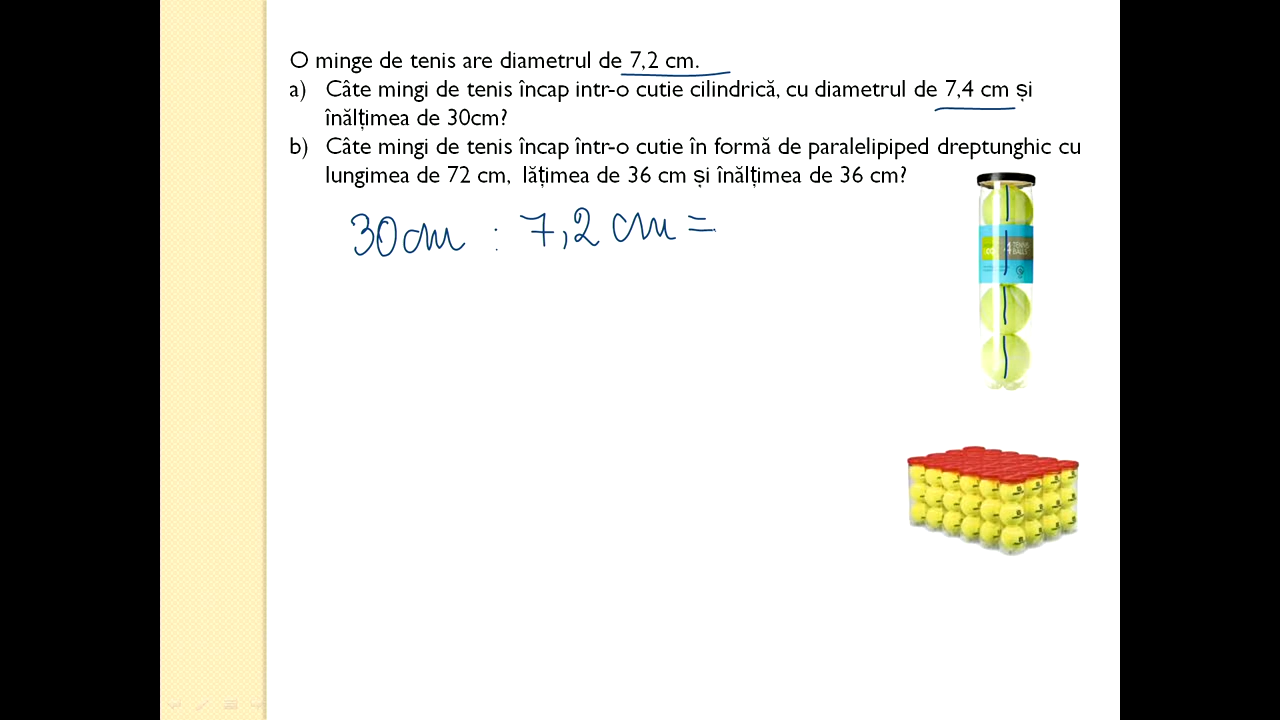 O minge de tenis are diametrul de 7,2 cm.
a) Câte mingi de tenis încap intr-o cutie cilindrică, cu diametrul de 7,4 cm și
înălțimea de 30cm?
b) Câte mingi de tenis încap într-o cutie în formă de paralelipiped dreptunghic cu
lungimea de 72 cm, lățimea de 36 cm și înălțimea de 36 cm?
30cm : 7,2 cm =
4 TENNIS
BALLS